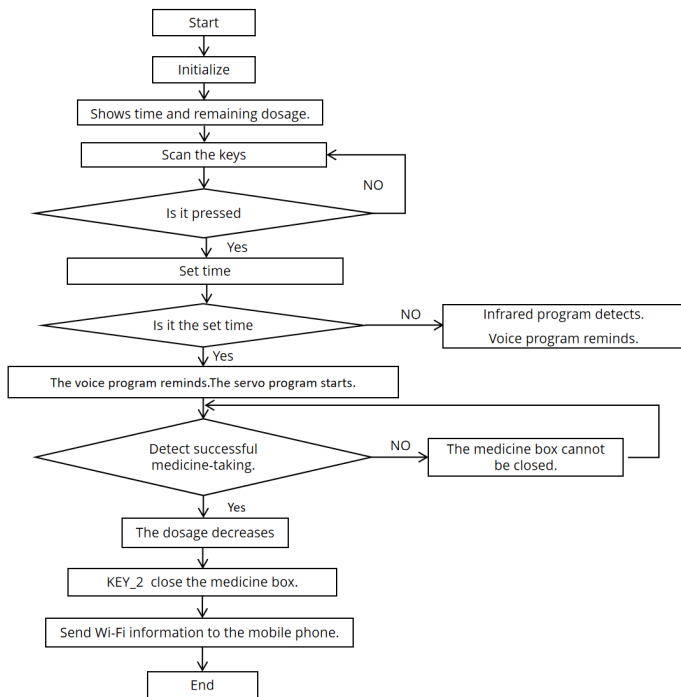 Start
Initialize
Shows time and remaining dosage.
Scan the keys
NO
Is it pressed
Yes
Set time
Is it the set time
NO
Infrared program detects.
Voice program reminds.
Yes
The voice program reminds.The servo program starts.
Detect successful
medicine-taking.
NO
The medicine box cannot
be closed.
Yes
The dosage decreases
KEY_2 close the medicine box.
Send Wi-Fi information to the mobile phone.
End